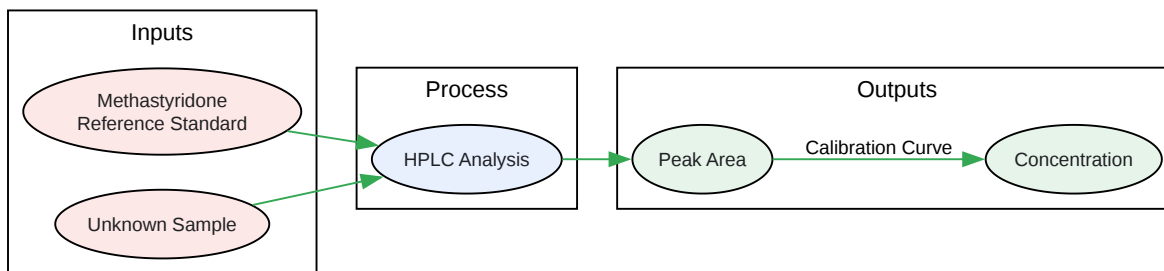 Inputs
Methastyridone
Reference Standard
Unknown Sample
Process
HPLC Analysis
Outputs
Peak Area
Calibration Curve
Concentration